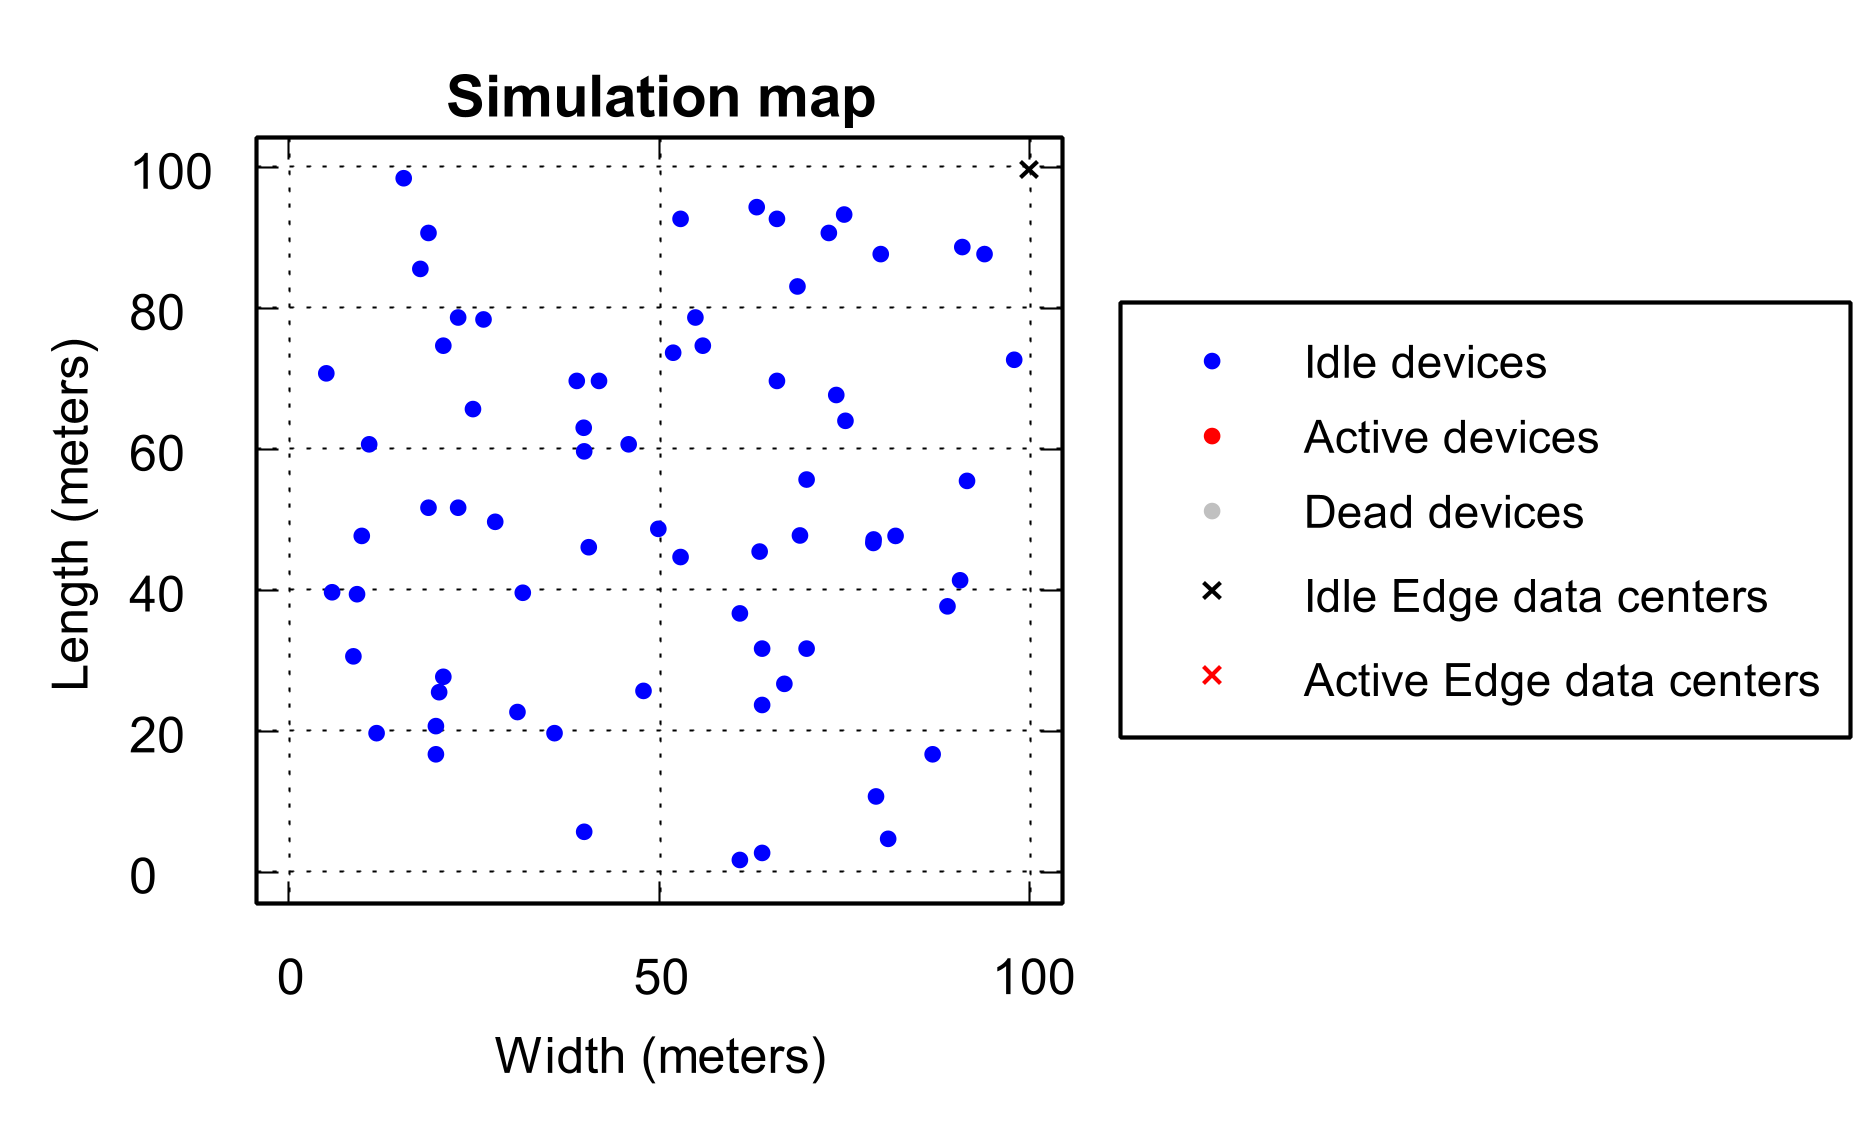 Simulation map
100
80
60
40
20
0
Length (meters)
0 50 100
Width (meters)
Idle devices
Active devices
Dead devices
Idle Edge data centers
Active Edge data centers